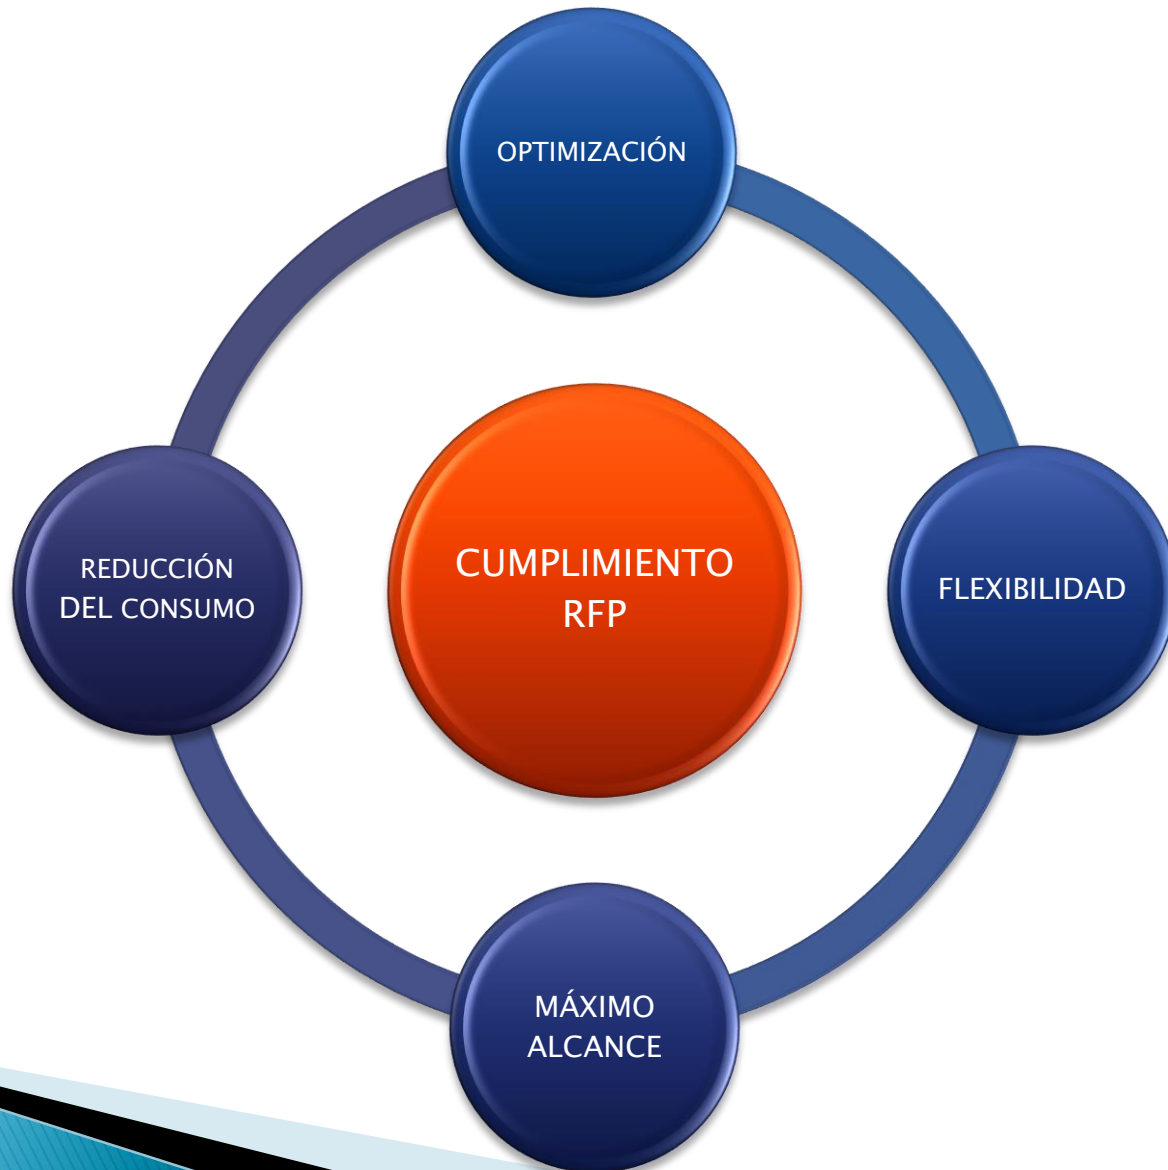 OPTIMIZACIÓN
REDUCCIÓN
DEL CONSUMO
CUMPLIMIENTO
RFP
FLEXIBILIDAD
MÁXIMO
ALCANCE